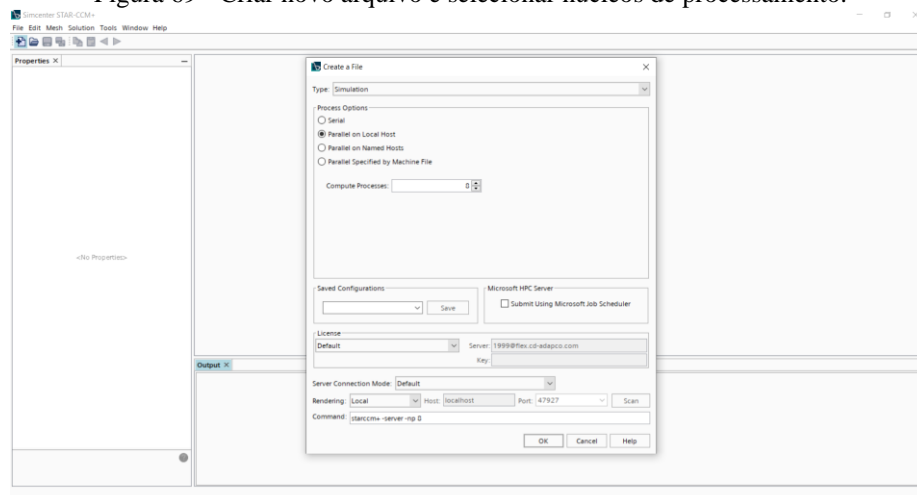 Figura 69 - Criar novo arquivo e selecionar núcleos de processamento.
Simcenter STAR-CCM+
File Edit Mesh Solution Tools Window Help
Properties ×
<No Properties>
Create a File
Type: Simulation
Process Options
Serial
Parallel on Local Host
Parallel on Named Hosts
Parallel Specified by Machine File
Compute Processes: 0
Saved Configurations
Save
Microsoft HPC Server
Submit Using Microsoft Job Scheduler
License
Default
Server: 1999@flex.cd-adapco.com
Key:
Server Connection Mode: Default
Rendering: Local Host: localhost Port: 47927 Scan
Command: starccm+ -server -np 0
OK Cancel Help
Output ×